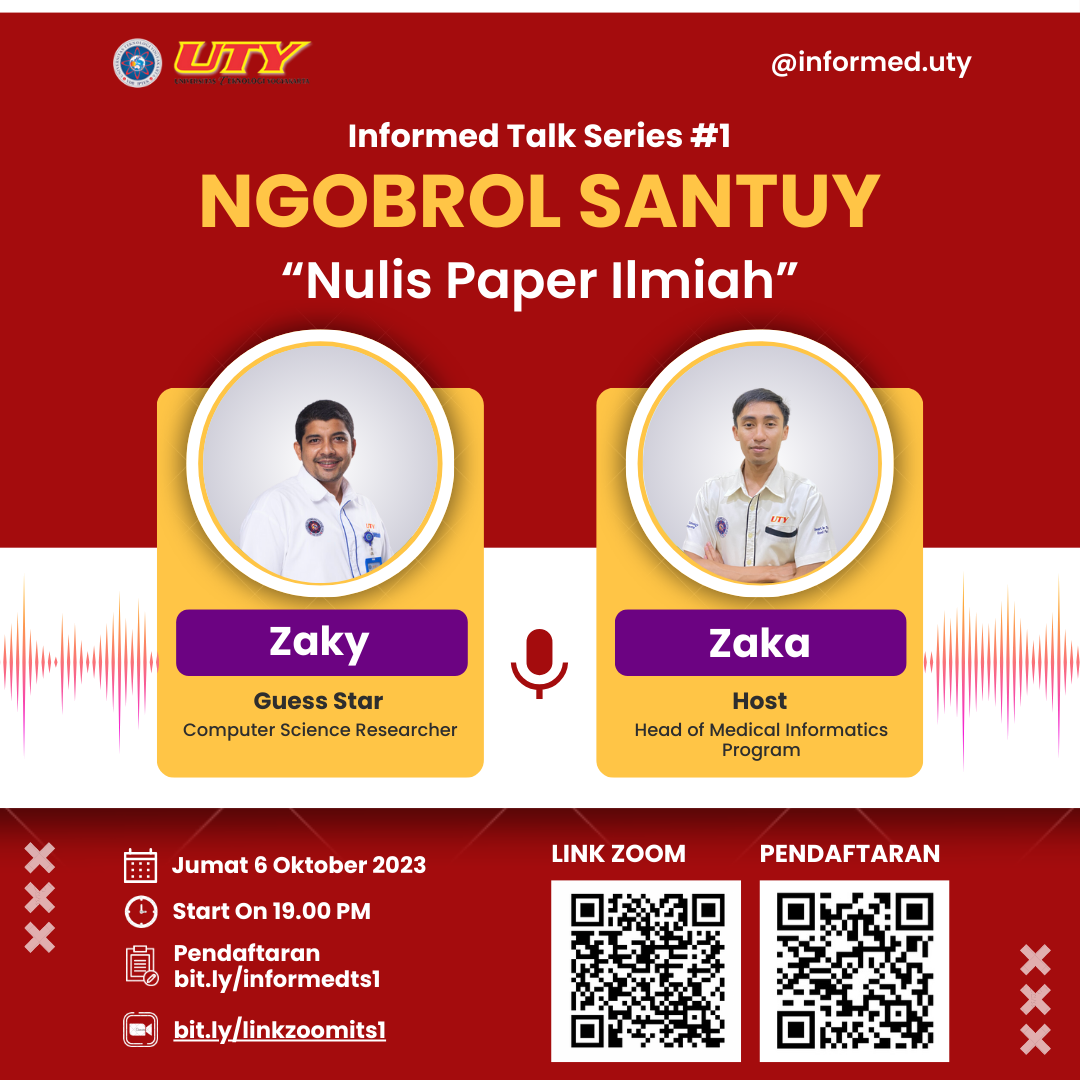 UTY
@informed.uty
Informed Talk Series #1
NGOBROL SANTUY
“Nulis Paper Ilmiah”
UTY
UTY
Zaky
Zaka
Guess Star
Computer Science Researcher
Host
Head of Medical Informatics
Program
Jumat 6 Oktober 2023
Start On 19.00 PM
Pendaftaran
bit.ly/informedts1
bit.ly/linkzoomits1
LINK ZOOM
PENDAFTARAN